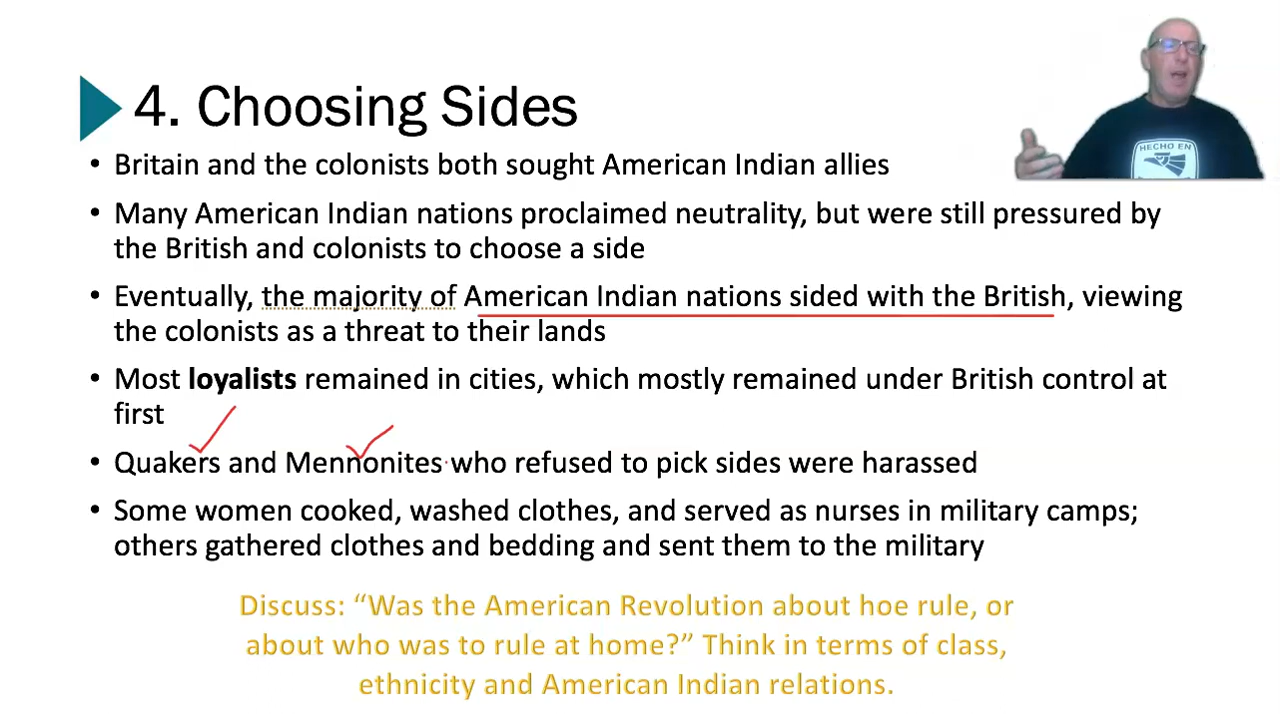 4. Choosing Sides
HECHO EN
• Britain and the colonists both sought American Indian allies
• Many American Indian nations proclaimed neutrality, but were still pressured by
the British and colonists to choose a side
• Eventually, the majority of American Indian nations sided with the British, viewing
the colonists as a threat to their lands
• Most loyalists remained in cities, which mostly remained under British control at
first
• Quakers and Mennonites who refused to pick sides were harassed
• Some women cooked, washed clothes, and served as nurses in military camps;
others gathered clothes and bedding and sent them to the military
Discuss: “Was the American Revolution about hoe rule, or
about who was to rule at home?” Think in terms of class,
ethnicity and American Indian relations.